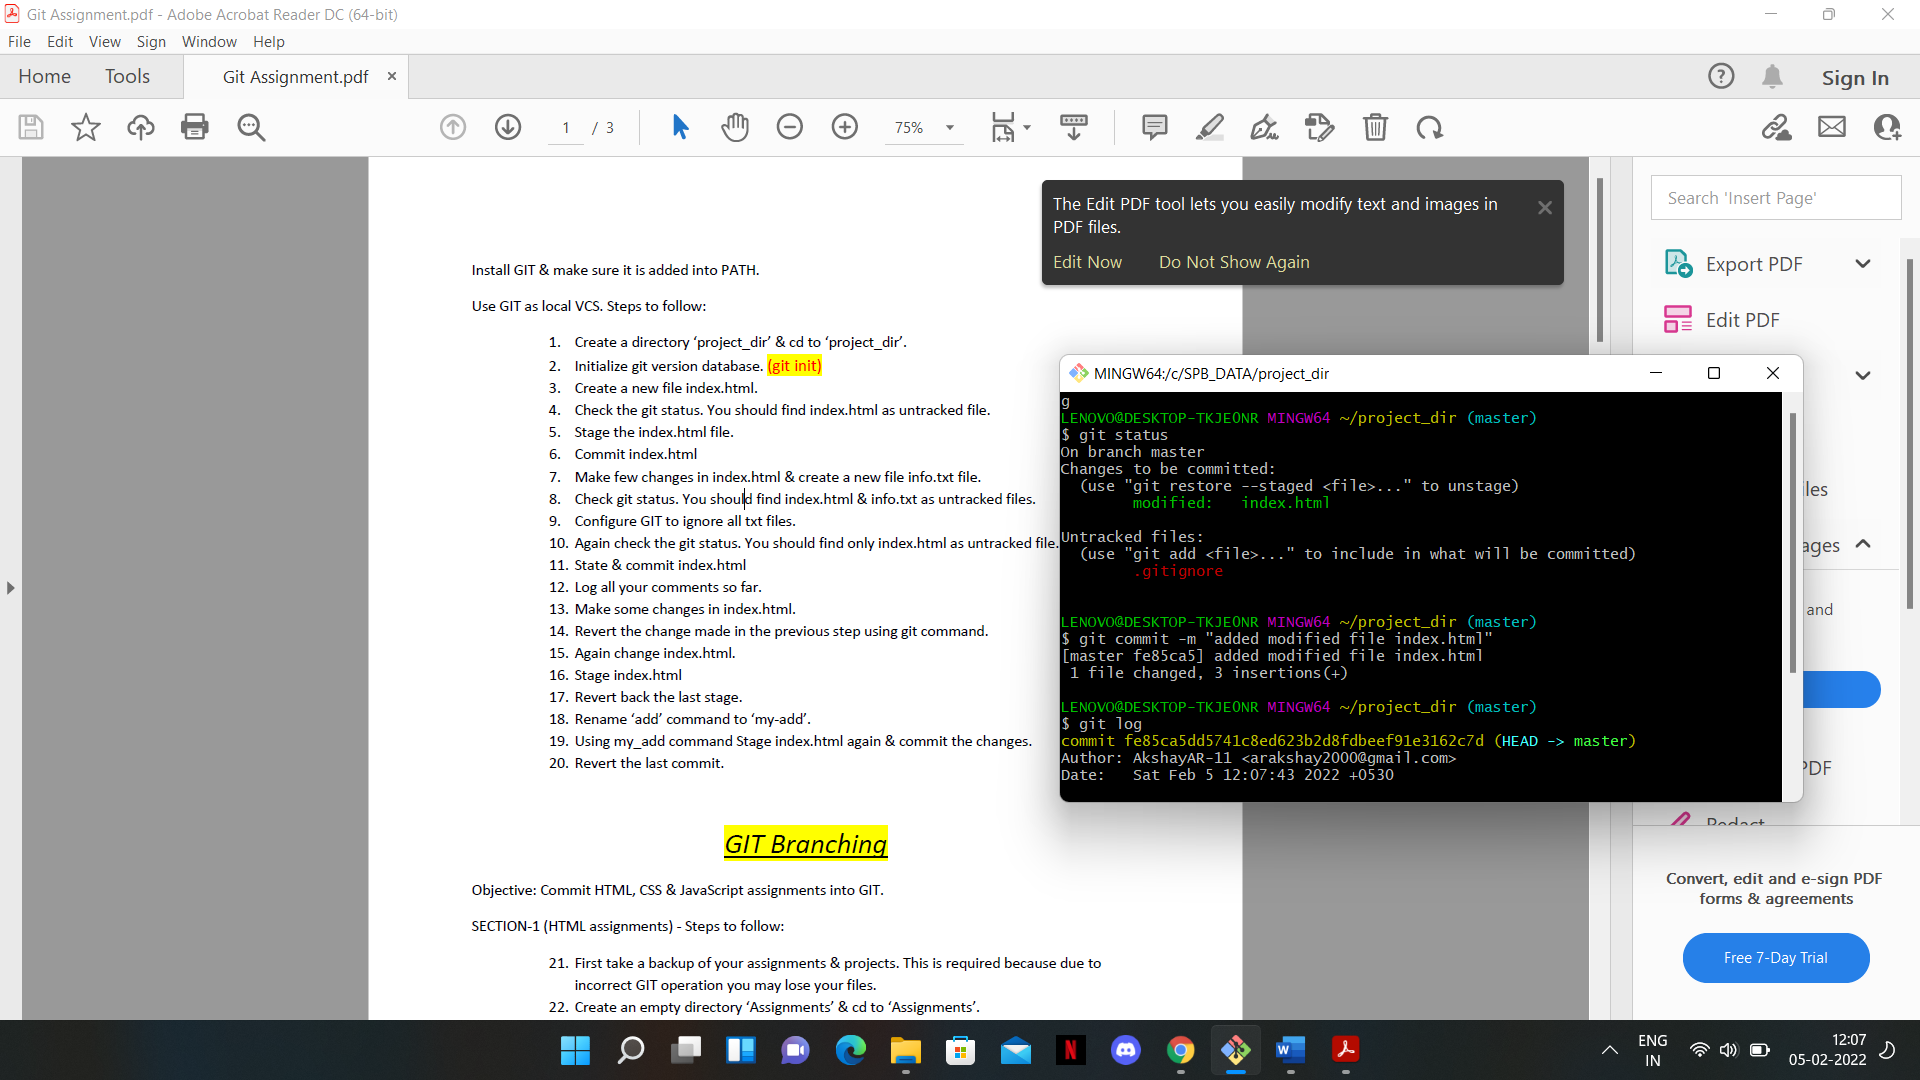 Git Assignment.pdf - Adobe Acrobat Reader DC (64-bit)
File Edit View Sign Window Help
Home Tools Git Assignment.pdf × Sign In
1 / 3 75%
Install GIT & make sure it is added into PATH.
Use GIT as local VCS. Steps to follow:
1. Create a directory ‘project_dir’ & cd to ‘project_dir’.
2. Initialize git version database. (git init)
3. Create a new file index.html.
4. Check the git status. You should find index.html as untracked file.
5. Stage the index.html file.
6. Commit index.html
7. Make few changes in index.html & create a new file info.txt file.
8. Check git status. You should find index.html & info.txt as untracked files.
9. Configure GIT to ignore all txt files.
10. Again check the git status. You should find only index.html as untracked file.
11. State & commit index.html
12. Log all your comments so far.
13. Make some changes in index.html.
14. Revert the change made in the previous step using git command.
15. Again change index.html.
16. Stage index.html
17. Revert back the last stage.
18. Rename ‘add’ command to ‘my-add’.
19. Using my_add command Stage index.html again & commit the changes.
20. Revert the last commit.
GIT Branching
Objective: Commit HTML, CSS & JavaScript assignments into GIT.
SECTION-1 (HTML assignments) - Steps to follow:
21. First take a backup of your assignments & projects. This is required because due to
incorrect GIT operation you may lose your files.
22. Create an empty directory ‘Assignments’ & cd to ‘Assignments’.
The Edit PDF tool lets you easily modify text and images in
PDF files.
Edit Now Do Not Show Again
Search 'Insert Page'
Export PDF
Edit PDF
MINGW64:/c/SPB_DATA/project_dir
g
LENOVO@DESKTOP-TKJE0NR MINGW64 ~/project_dir (master)
$ git status
On branch master
Changes to be committed:
(use "git restore --staged <file>..." to unstage)
modified: index.html
Untracked files:
(use "git add <file>..." to include in what will be committed)
.gitignore
LENOVO@DESKTOP-TKJE0NR MINGW64 ~/project_dir (master)
$ git commit -m "added modified file index.html"
[master fe85ca5] added modified file index.html
1 file changed, 3 insertions(+)
LENOVO@DESKTOP-TKJE0NR MINGW64 ~/project_dir (master)
$ git log
commit fe85ca5dd5741c8ed623b2d8fdbeef91e3162c7d (HEAD -> master)
Author: AkshayAR-11 <arakshay2000@gmail.com>
Date: Sat Feb 5 12:07:43 2022 +0530
iles
ages
and
PDF
Redact
Convert, edit and e-sign PDF
forms & agreements
Free 7-Day Trial
ENG
IN
12:07
05-02-2022